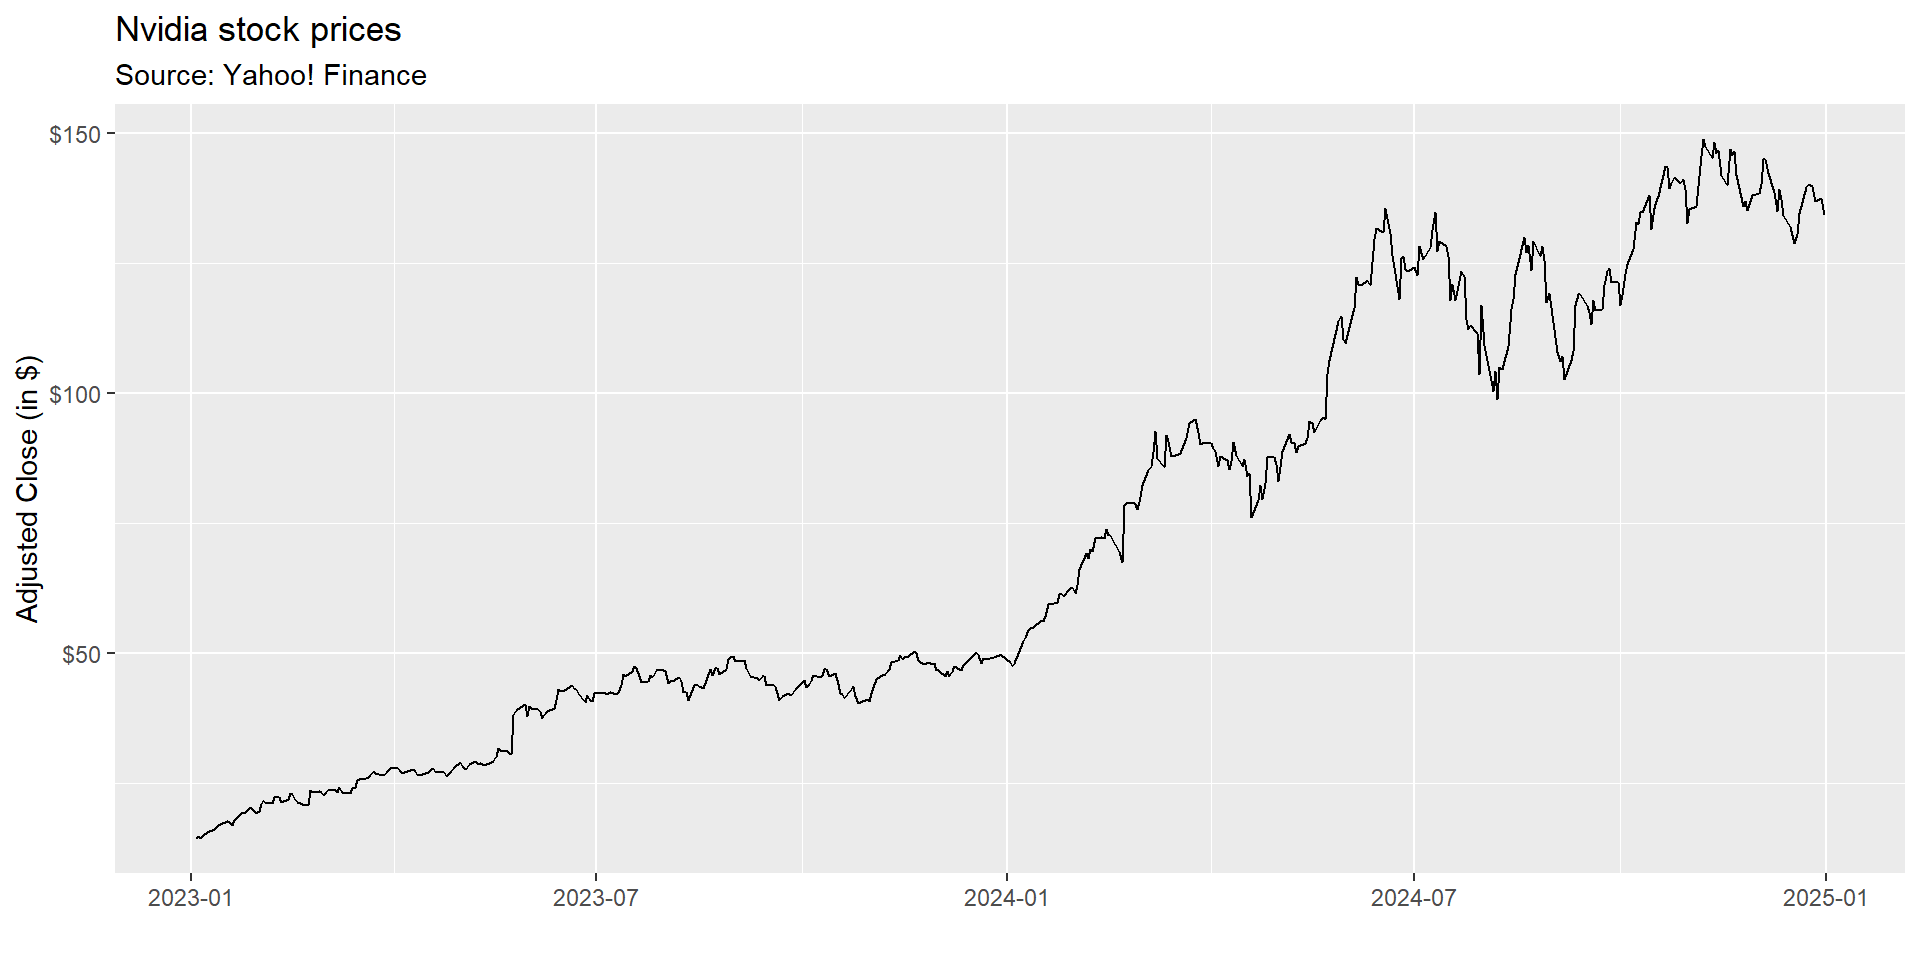 Nvidia stock prices
Source: Yahoo! Finance
Adjusted Close (in $)
$150
$100
$50
2023-01
2023-07
2024-01
2024-07
2025-01